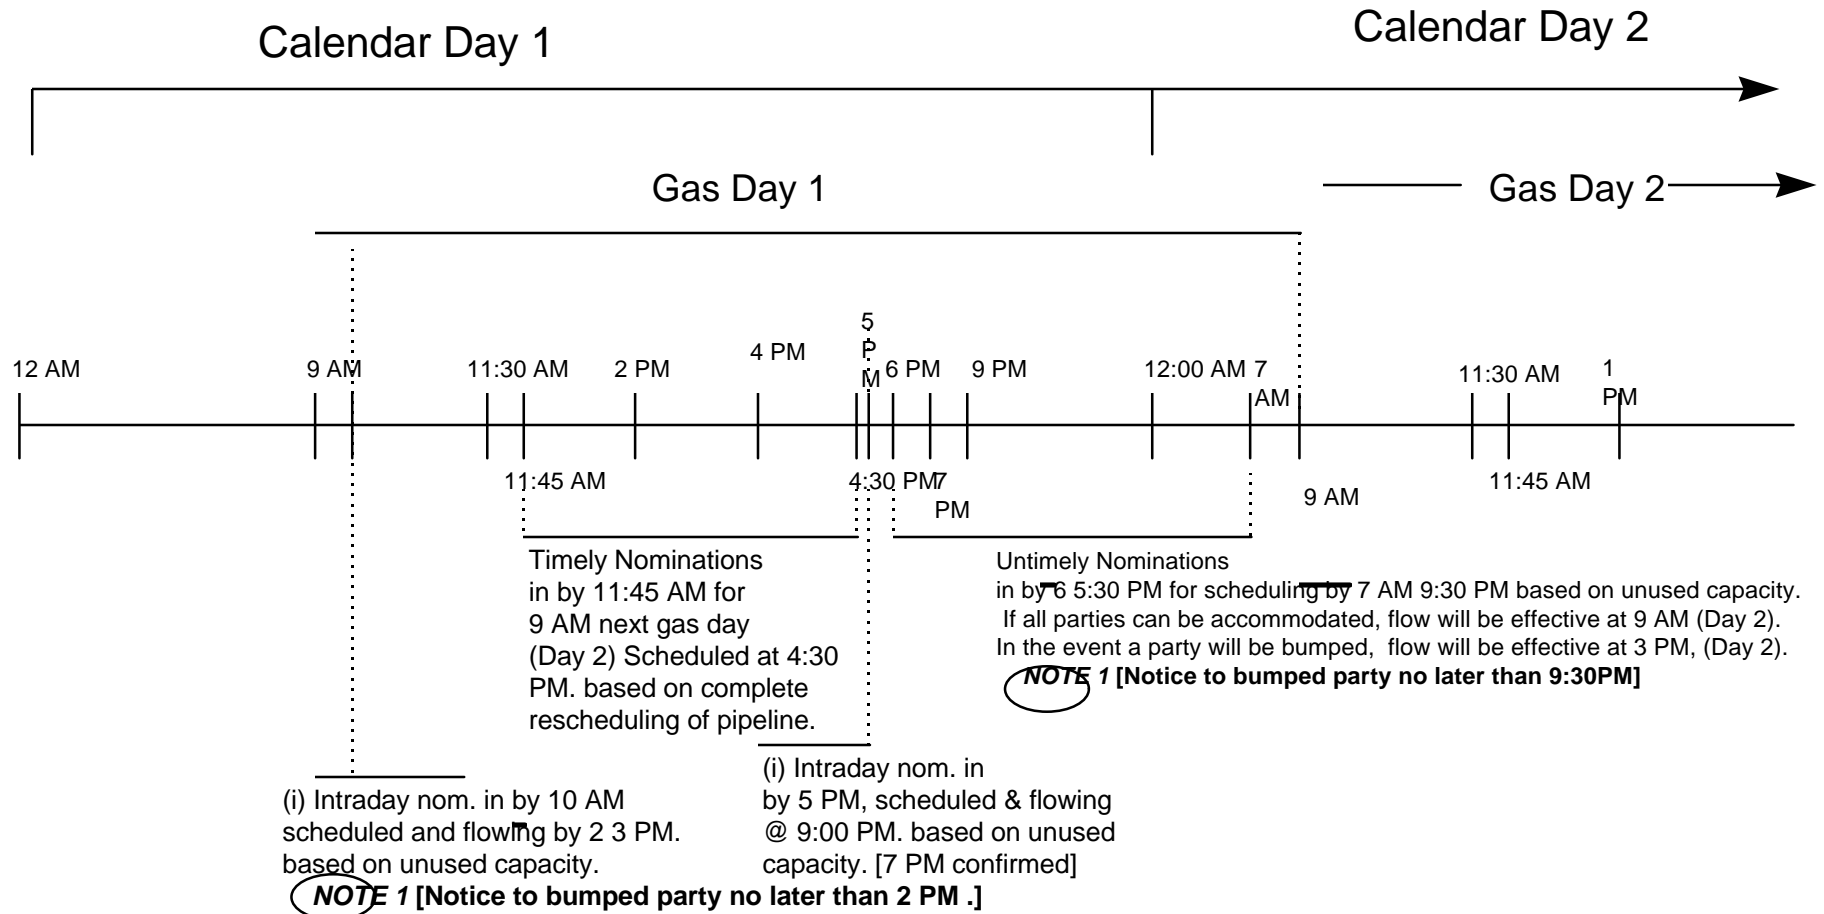 Calendar Day 1
Calendar Day 2
Gas Day 1
Gas Day 2
12 AM
9 AM
11:30 AM
2 PM
4 PM
5
P
M
6 PM
9 PM
12:00 AM
7
AM
11:30 AM
1
PM
11:45 AM
4:30 PM
7
PM
9 AM
11:45 AM
Timely Nominations
in by 11:45 AM for
9 AM next gas day
(Day 2) Scheduled at 4:30
PM. based on complete
rescheduling of pipeline.
Untimely Nominations
in by 6 5:30 PM for scheduling by 7 AM 9:30 PM based on unused capacity.
If all parties can be accommodated, flow will be effective at 9 AM (Day 2).
In the event a party will be bumped, flow will be effective at 3 PM, (Day 2).
NOTE 1 [Notice to bumped party no later than 9:30PM]
(i) Intraday nom. in by 10 AM
scheduled and flowing by 2 3 PM.
based on unused capacity.
NOTE 1 [Notice to bumped party no later than 2 PM .]
(i) Intraday nom. in
by 5 PM, scheduled & flowing
@ 9:00 PM. based on unused
capacity. [7 PM confirmed]